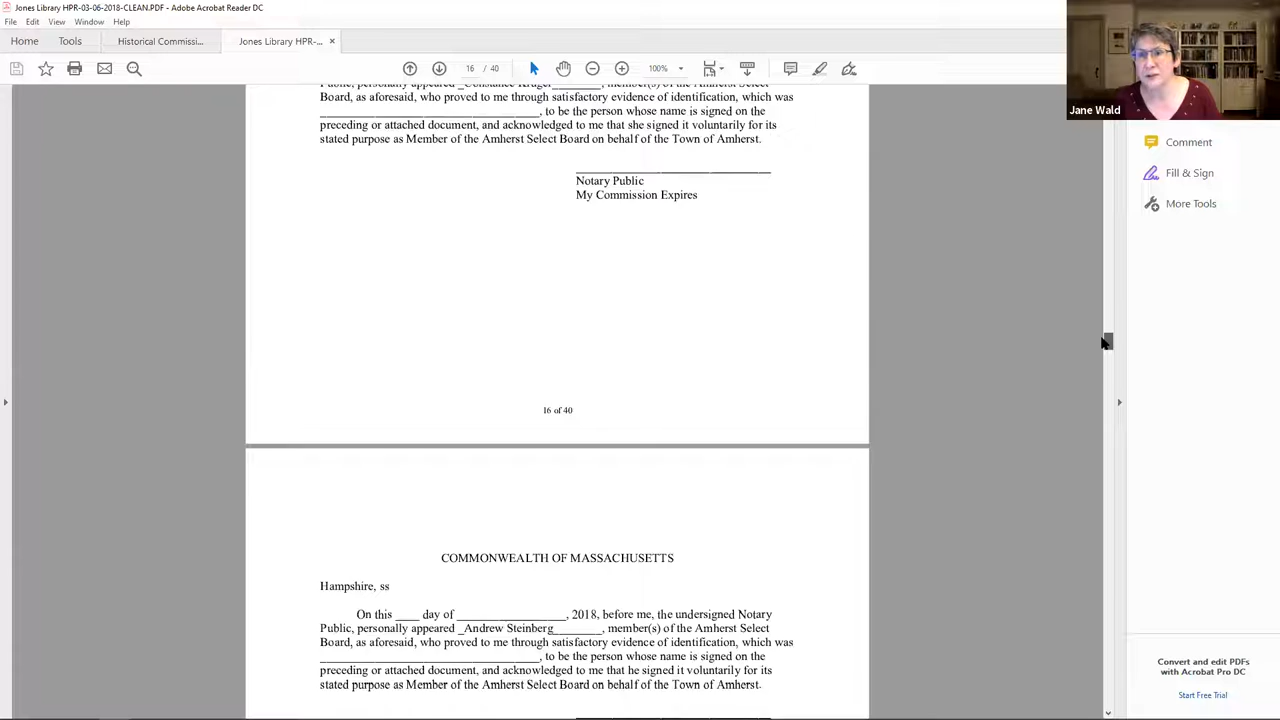 Jones Library HPR-03-06-2018-CLEAN.PDF - Adobe Acrobat Reader DC
File Edit View Window Help
Home Tools Historical Commissi... Jones Library HPR-... ×
16 / 40 100%
Jane Wald
Comment
Fill & Sign
More Tools
Public, personally appeared _Constance Kruger________, member(s) of the Amherst Select
Board, as aforesaid, who proved to me through satisfactory evidence of identification, which was
___________________________________, to be the person whose name is signed on the
preceding or attached document, and acknowledged to me that she signed it voluntarily for its
stated purpose as Member of the Amherst Select Board on behalf of the Town of Amherst.
Notary Public
My Commission Expires
16 of 40
COMMONWEALTH OF MASSACHUSETTS
Hampshire, ss
On this ____ day of __________________, 2018, before me, the undersigned Notary
Public, personally appeared _Andrew Steinberg________, member(s) of the Amherst Select
Board, as aforesaid, who proved to me through satisfactory evidence of identification, which was
___________________________________, to be the person whose name is signed on the
preceding or attached document, and acknowledged to me that he signed it voluntarily for its
stated purpose as Member of the Amherst Select Board on behalf of the Town of Amherst.
Convert and edit PDFs
with Acrobat Pro DC
Start Free Trial